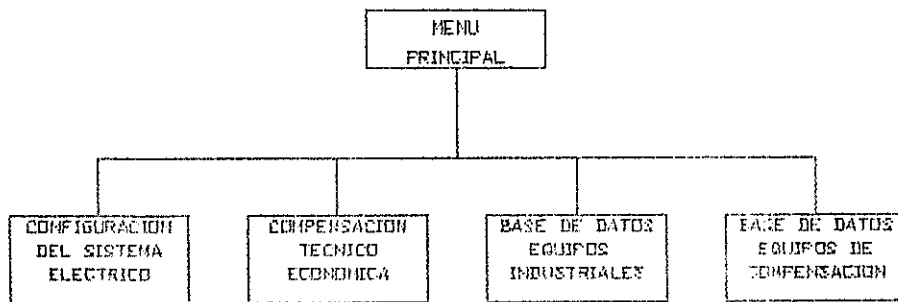 MENU
PRINCIPAL
CONFIGURACION
DEL SISTEMA
ELECTRICO
COMPENSACION
TECNICO
ECONOMICA
BASE DE DATOS
EQUIPOS
INDUSTRIALES
BASE DE DATOS
EQUIPOS DE
COMPENSACION